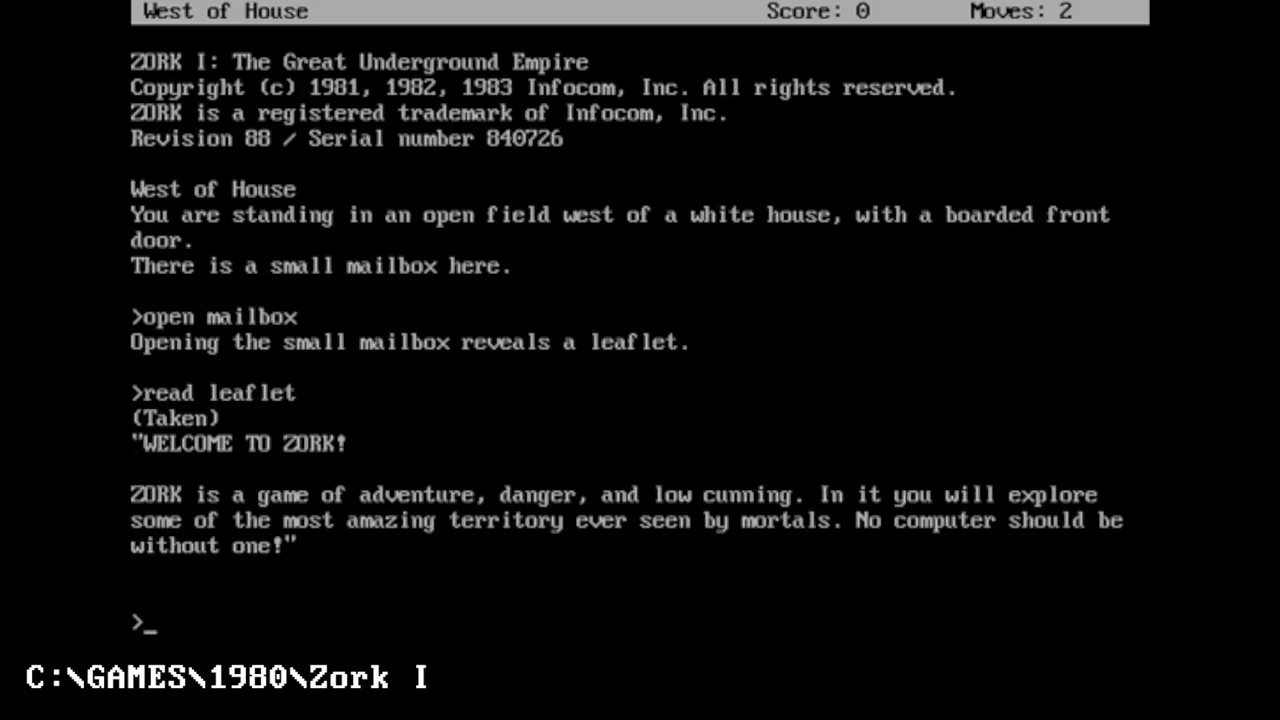 West of House Score: 0 Moves: 2
ZORK I: The Great Underground Empire
Copyright (c) 1981, 1982, 1983 Infocom, Inc. All rights reserved.
ZORK is a registered trademark of Infocom, Inc.
Revision 88 / Serial number 840726
West of House
You are standing in an open field west of a white house, with a boarded front
door.
There is a small mailbox here.
>open mailbox
Opening the small mailbox reveals a leaflet.
>read leaflet
(Taken)
"WELCOME TO ZORK!
ZORK is a game of adventure, danger, and low cunning. In it you will explore
some of the most amazing territory ever seen by mortals. No computer should be
without one!"
>_
C:\GAMES\1980\Zork I